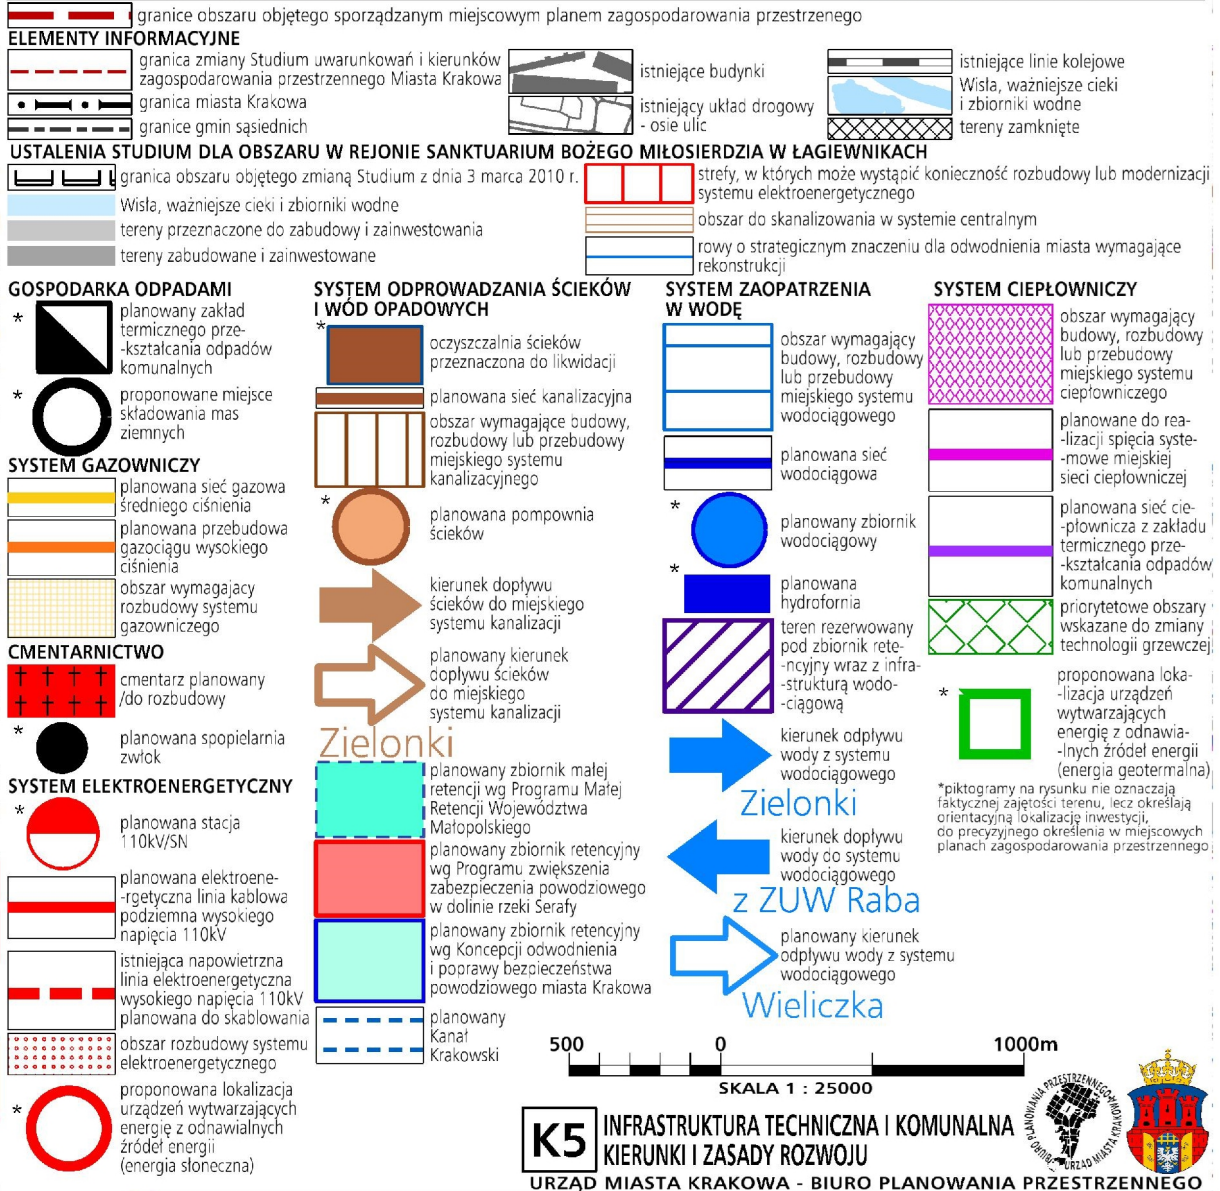 granice obszaru objętego sporządzanym miejscowym planem zagospodarowania przestrzenego
ELEMENTY INFORMACYJNE
granica zmiany Studium uwarunkowań i kierunków
zagospodarowania przestrzennego Miasta Krakowa
granica miasta Krakowa
granice gmin sąsiednich
istniejące budynki
istniejący układ drogowy
- osie ulic
istniejące linie kolejowe
Wisła, ważniejsze cieki
i zbiorniki wodne
tereny zamknięte
USTALENIA STUDIUM DLA OBSZARU W REJONIE SANKTUARIUM BOŻEGO MIŁOSIERDZIA W ŁAGIEWNIKACH
granica obszaru objętego zmianą Studium z dnia 3 marca 2010 r.
Wisła, ważniejsze cieki i zbiorniki wodne
tereny przeznaczone do zabudowy i zainwestowania
tereny zabudowane i zainwestowane
strefy, w których może wystąpić konieczność rozbudowy lub modernizacji
systemu elektroenergetycznego
obszar do skanalizowania w systemie centralnym
rowy o strategicznym znaczeniu dla odwodnienia miasta wymagające
rekonstrukcji
GOSPODARKA ODPADAMI
*
planowany zakład
termicznego prze-
-kształcania odpadów
komunalnych
*
proponowane miejsce
składowania mas
ziemnych
SYSTEM GAZOWNICZY
planowana sieć gazowa
średniego ciśnienia
planowana przebudowa
gazociągu wysokiego
ciśnienia
obszar wymagajacy
rozbudowy systemu
gazowniczego
CMENTARNICTWO
cmentarz planowany
/do rozbudowy
*
planowana spopielarnia
zwłok
SYSTEM ELEKTROENERGETYCZNY
*
planowana stacja
110kV/SN
planowana elektroene-
-rgetyczna linia kablowa
podziemna wysokiego
napięcia 110kV
istniejąca napowietrzna
linia elektroenergetyczna
wysokiego napięcia 110kV
planowana do skablowania
obszar rozbudowy systemu
elektroenergetycznego
*
proponowana lokalizacja
urządzeń wytwarzających
energię z odnawialnych
źródeł energii
(energia słoneczna)
SYSTEM ODPROWADZANIA ŚCIEKÓW
I WÓD OPADOWYCH
*
oczyszczalnia ścieków
przeznaczona do likwidacji
planowana sieć kanalizacyjna
obszar wymagające budowy,
rozbudowy lub przebudowy
miejskiego systemu
kanalizacyjnego
*
planowana pompownia
ścieków
kierunek dopływu
ścieków do miejskiego
systemu kanalizacji
planowany kierunek
dopływu ścieków
do miejskiego
systemu kanalizacji
Zielonki
planowany zbiornik małej
retencji wg Programu Małej
Retencji Województwa
Małopolskiego
planowany zbiornik retencyjny
wg Programu zwiększenia
zabezpieczenia powodziowego
w dolinie rzeki Serafy
planowany zbiornik retencyjny
wg Koncepcji odwodnienia
i poprawy bezpieczeństwa
powodziowego miasta Krakowa
planowany
Kanał
Krakowski
SYSTEM ZAOPATRZENIA
W WODĘ
obszar wymagający
budowy, rozbudowy
lub przebudowy
miejskiego systemu
wodociągowego
planowana sieć
wodociągowa
*
planowany zbiornik
wodociągowy
*
planowana
hydrofornia
teren rezerwowany
pod zbiornik rete-
-ncyjny wraz z infra-
-strukturą wodo-
-ciągową
kierunek odpływu
wody z systemu
wodociągowego
Zielonki
kierunek dopływu
wody do systemu
wodociągowego
z ZUW Raba
planowany kierunek
odpływu wody z systemu
wodociągowego
Wieliczka
SYSTEM CIEPŁOWNICZY
obszar wymagający
budowy, rozbudowy
lub przebudowy
miejskiego systemu
ciepłowniczego
planowane do rea-
-lizacji spięcia syste-
-mowe miejskiej
sieci ciepłowniczej
planowana sieć cie-
-płownicza z zakładu
termicznego prze-
-kształcania odpadów
komunalnych
priorytetowe obszary
wskazane do zmiany
technologii grzewczej
*
proponowana loka-
-lizacja urządzeń
wytwarzających
energię z odnawia-
-lnych źródeł energii
(energia geotermalna)
*piktogramy na rysunku nie oznaczają
faktycznej zajętości terenu, lecz określają
orientacyjną lokalizację inwestycji,
do precyzyjnego określenia w miejscowych
planach zagospodarowania przestrzennego
500 0 1000m
SKALA 1 : 25000
K5
INFRASTRUKTURA TECHNICZNA I KOMUNALNA
KIERUNKI I ZASADY ROZWOJU
BIURO PLANOWANIA PRZESTRZENNEGO
URZĄD MIASTA KRAKOWA
URZĄD MIASTA KRAKOWA - BIURO PLANOWANIA PRZESTRZENNEGO